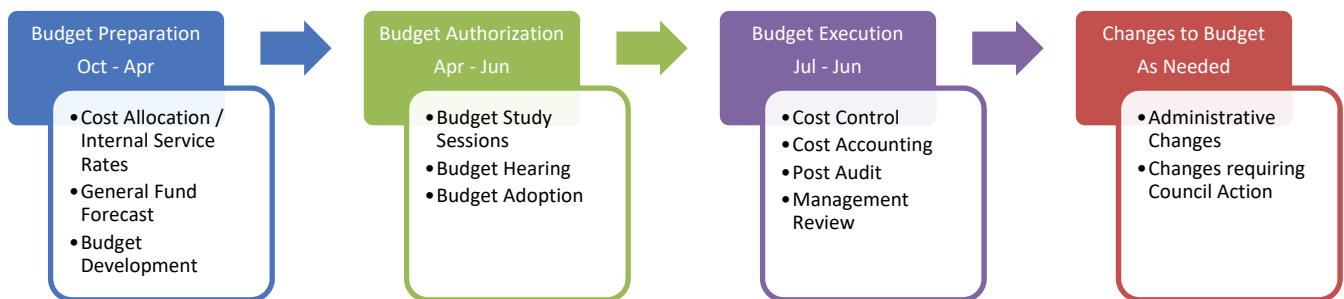 Budget Preparation
Oct - Apr
•Cost Allocation /
Internal Service
Rates
•General Fund
Forecast
•Budget
Development
Budget Authorization
Apr - Jun
•Budget Study
Sessions
•Budget Hearing
•Budget Adoption
Budget Execution
Jul - Jun
•Cost Control
•Cost Accounting
•Post Audit
•Management
Review
Changes to Budget
As Needed
•Administrative
Changes
•Changes requiring
Council Action